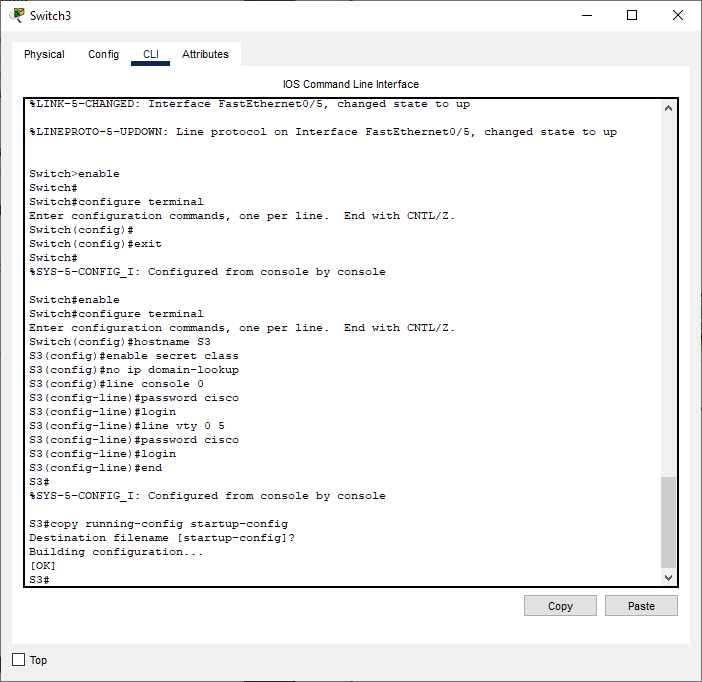 Switch3
Physical Config CLI Attributes
IOS Command Line Interface
%LINK-5-CHANGED: Interface FastEthernet0/5, changed state to up
%LINEPROTO-5-UPDOWN: Line protocol on Interface FastEthernet0/5, changed state to up
Switch>enable
Switch#
Switch#configure terminal
Enter configuration commands, one per line.  End with CNTL/Z.
Switch(config)#
Switch(config)#exit
Switch#
%SYS-5-CONFIG_I: Configured from console by console
Switch#enable
Switch#configure terminal
Enter configuration commands, one per line.  End with CNTL/Z.
Switch(config)#hostname S3
S3(config)#enable secret class
S3(config)#no ip domain-lookup
S3(config)#line console 0
S3(config-line)#password cisco
S3(config-line)#login
S3(config-line)#line vty 0 5
S3(config-line)#password cisco
S3(config-line)#login
S3(config-line)#end
S3#
%SYS-5-CONFIG_I: Configured from console by console
S3#copy running-config startup-config
Destination filename [startup-config]?
Building configuration...
[OK]
S3#
Copy Paste
Top